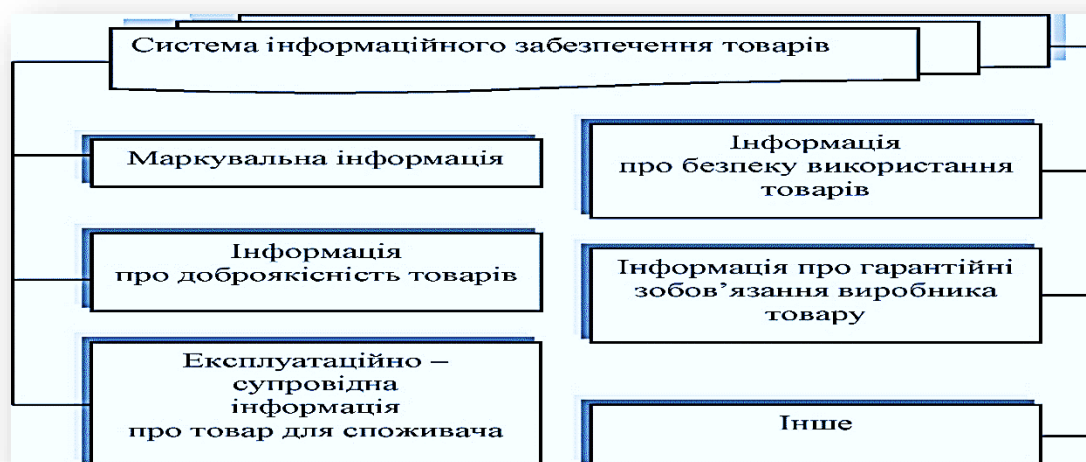 Система інформаційного забезпечення товарів
Маркувальна інформація
Інформація
про доброякісність товарів
Експлуатаційно –
супровідна
інформація
про товар для споживача
Інформація
про безпеку використання
товарів
Інформація про гарантійні
зобов’язання виробника
товару
Інше